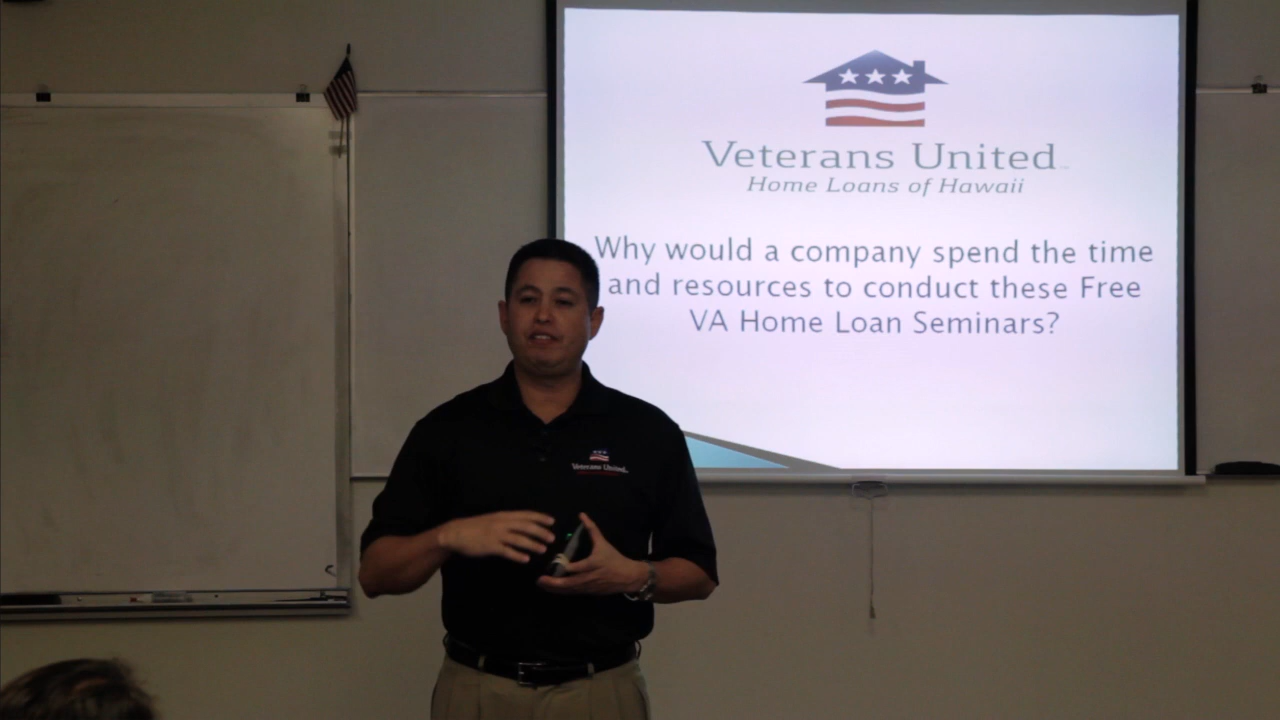 Veterans United
Home Loans of Hawaii
Why would a company spend the time
and resources to conduct these Free
VA Home Loan Seminars?
Veterans United